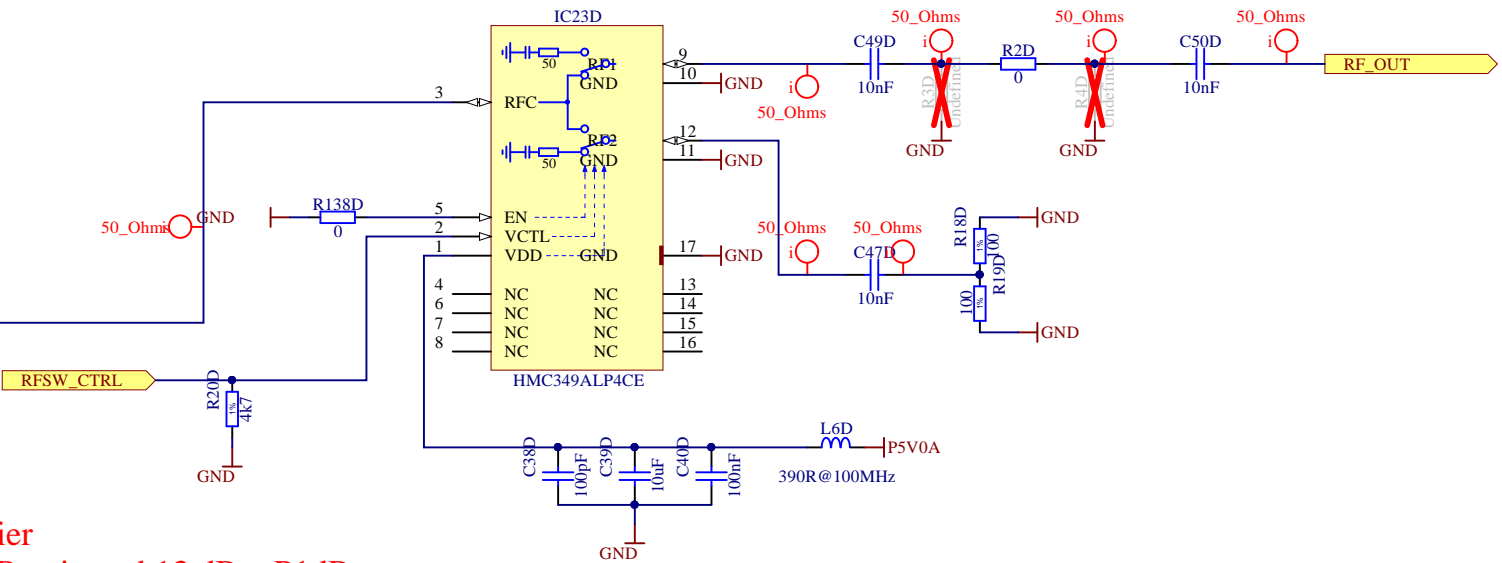 IC23D
50_Ohms
50_Ohms
50_Ohms
C49D
R2D
C50D
i
i
i
9
RF1
50
10
GND
GND
10nF
0
10nF
RF_OUT
R3D
Undefined
R4D
Undefined
i
50_Ohms
3
RFC
GND
GND
12
RF2
50
11
GND
GND
R138D
0
GND
50_Ohms
i
5
EN
2
VCTL
1
VDD
GND
17
GND
50_Ohms
50_Ohms
i
i
C47D
10nF
R18D
1%
100
GND
R19D
1%
100
GND
4
NC
NC
13
6
NC
NC
14
7
NC
NC
15
8
NC
NC
16
HMC349ALP4CE
RFSW_CTRL
R20D
1%
4k7
GND
C38D
100pF
C39D
10uF
C40D
100nF
L6D
P5V0A
390R@100MHz
GND
ier